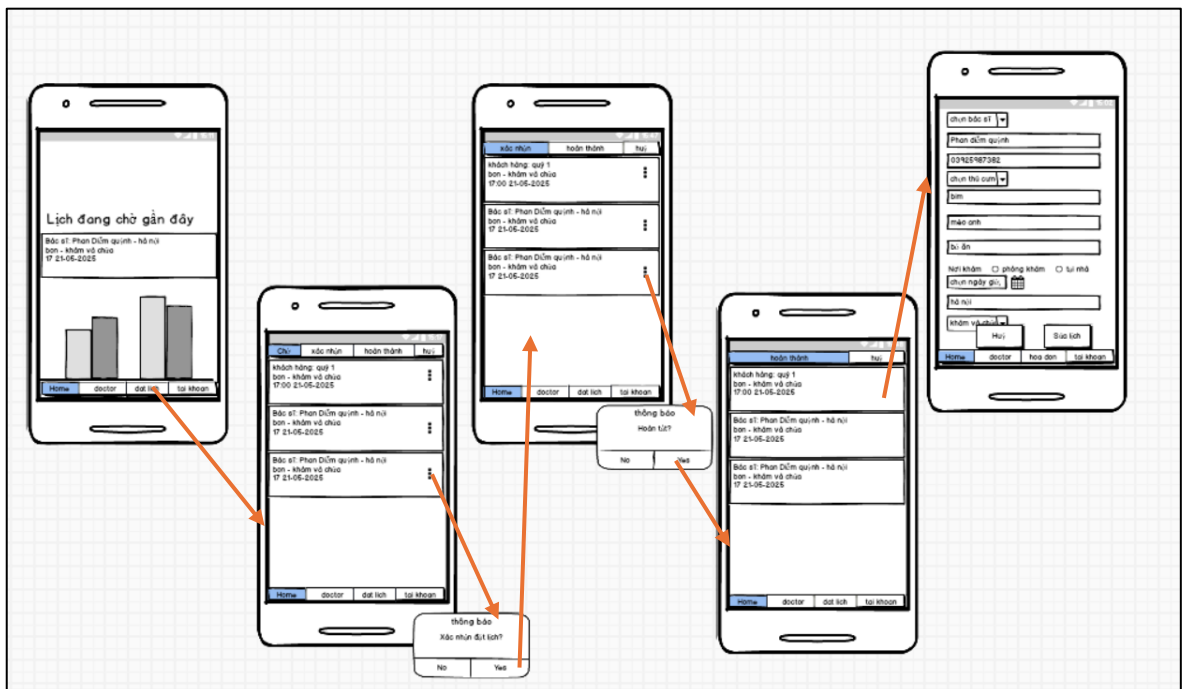 Lịch đang chờ gần đây
Bác sĩ: Phan Diễm quỳnh - hà nội
bon - khám và chữa
17 21-05-2025
Home doctor dat lich tai khoan
Chờ xác nhận hoàn thành huỷ
khách hàng: quý 1
bon - khám và chữa
17:00 21-05-2025
Bác sĩ: Phan Diễm quỳnh - hà nội
bon - khám và chữa
17 21-05-2025
Bác sĩ: Phan Diễm quỳnh - hà nội
bon - khám và chữa
17 21-05-2025
Home doctor dat lich tai khoan
thông báo
Xác nhận đặt lịch?
No Yes
xác nhận hoàn thành huỷ
khách hàng: quý 1
bon - khám và chữa
17:00 21-05-2025
Bác sĩ: Phan Diễm quỳnh - hà nội
bon - khám và chữa
17 21-05-2025
Bác sĩ: Phan Diễm quỳnh - hà nội
bon - khám và chữa
17 21-05-2025
Home doctor dat lich tai khoan
thông báo
Hoàn tất?
No Yes
hoàn thành huỷ
khách hàng: quý 1
bon - khám và chữa
17:00 21-05-2025
Bác sĩ: Phan Diễm quỳnh - hà nội
bon - khám và chữa
17 21-05-2025
Bác sĩ: Phan Diễm quỳnh - hà nội
bon - khám và chữa
17 21-05-2025
Home doctor dat lich tai khoan
chọn bác sĩ
Phan diễm quỳnh
03925987382
chọn thú cưng
bim
mèo anh
bỏ ăn
Nơi khám phòng khám tại nhà
chọn ngày giờ,
hà nội
khám và chữa
Huỷ Sửa lịch
Home doctor hoa don tai khoan